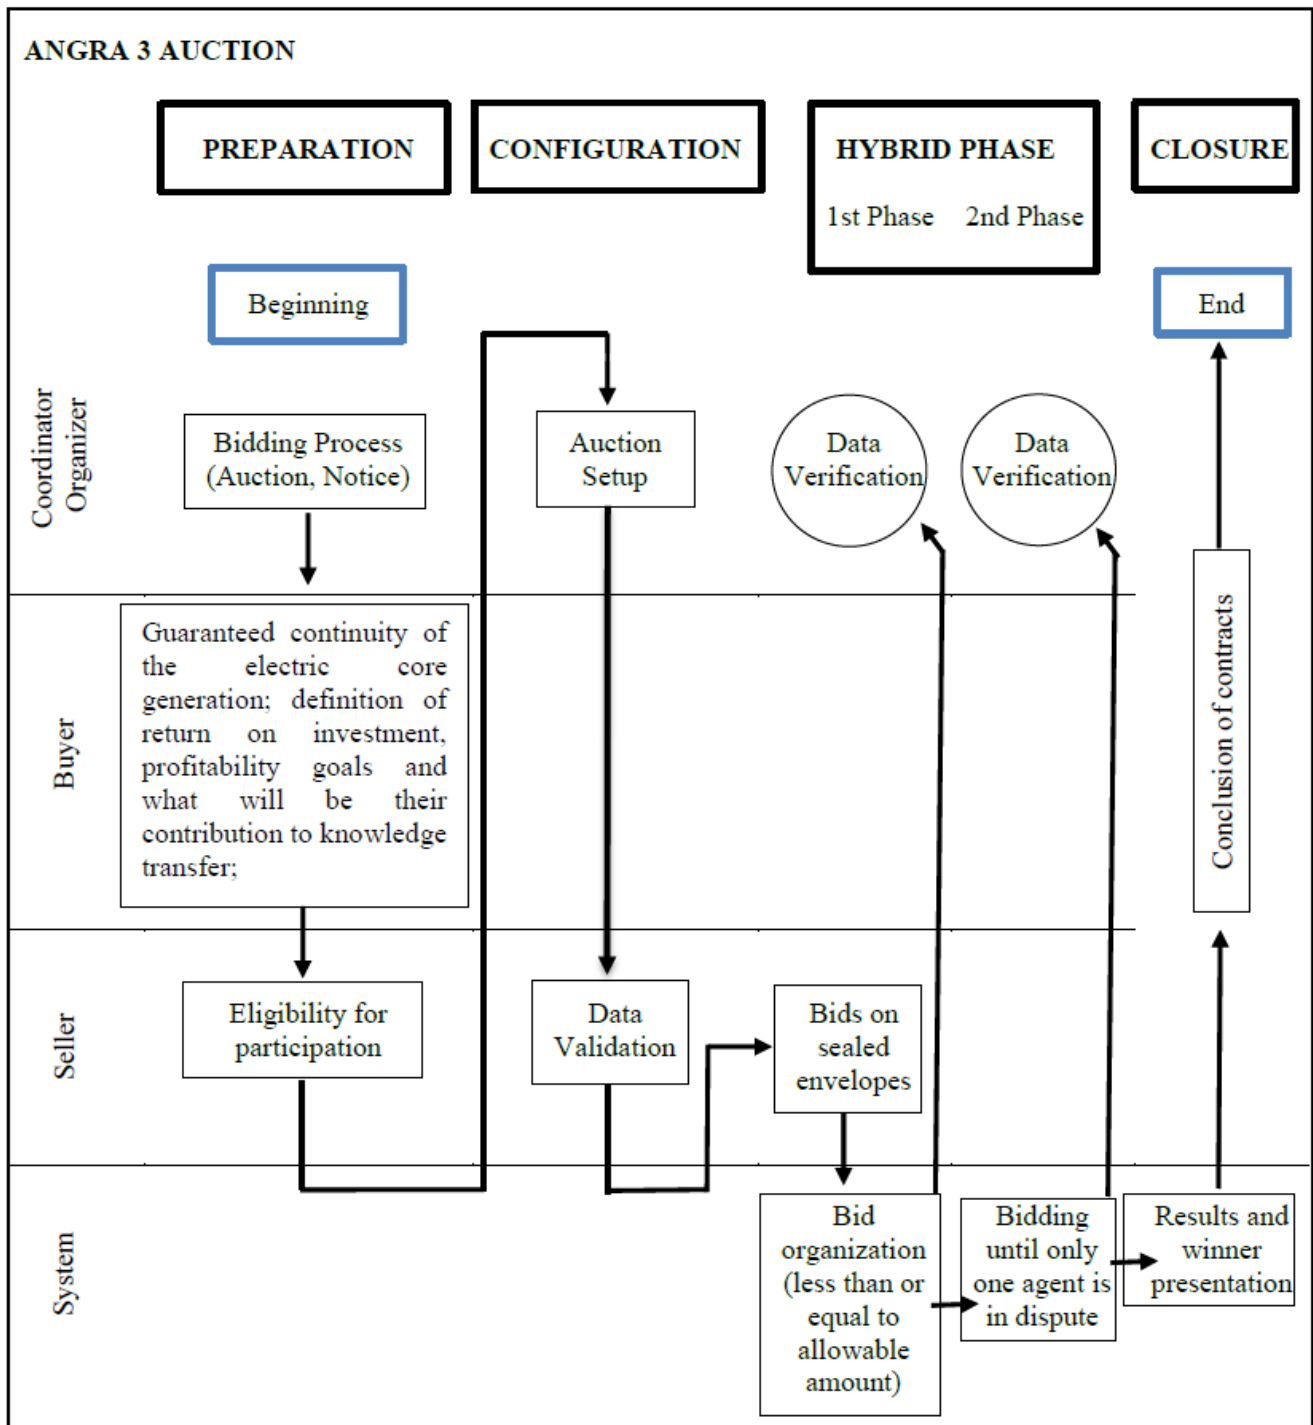 ANGRA 3 AUCTION
PREPARATION
CONFIGURATION
HYBRID PHASE
1st Phase 2nd Phase
CLOSURE
Beginning
End
Coordinator
Organizer
Bidding Process
(Auction, Notice)
Auction
Setup
Data
Verification
Data
Verification
Buyer
Guaranteed continuity of
the electric core
generation; definition of
return on investment,
profitability goals and
what will be their
contribution to knowledge
transfer;
Conclusion of contracts
Seller
Eligibility for
participation
Data
Validation
Bids on
sealed
envelopes
System
Bid
organization
(less than or
equal to
allowable
amount)
Bidding
until only
one agent is
in dispute
Results and
winner
presentation